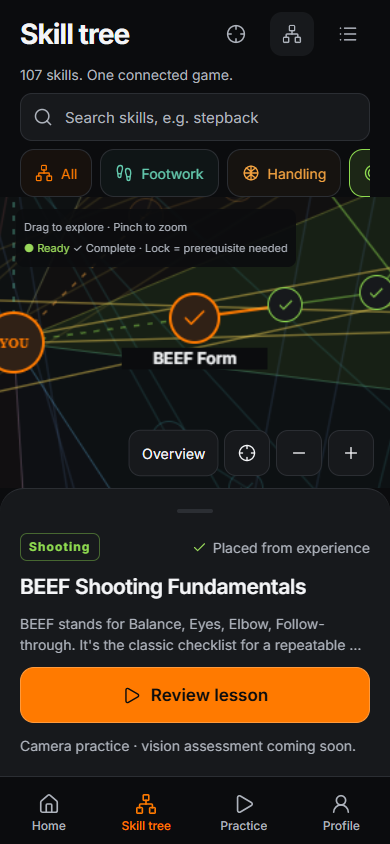 Skill tree
107 skills. One connected game.
Search skills, e.g. stepback
All
Footwork
Handling
Drag to explore · Pinch to zoom
Ready ✓ Complete · Lock = prerequisite needed
YOU
BEEF Form
Overview
Shooting
✓ Placed from experience
BEEF Shooting Fundamentals
BEEF stands for Balance, Eyes, Elbow, Follow-
through. It's the classic checklist for a repeatable ...
Review lesson
Camera practice · vision assessment coming soon.
Home
Skill tree
Practice
Profile